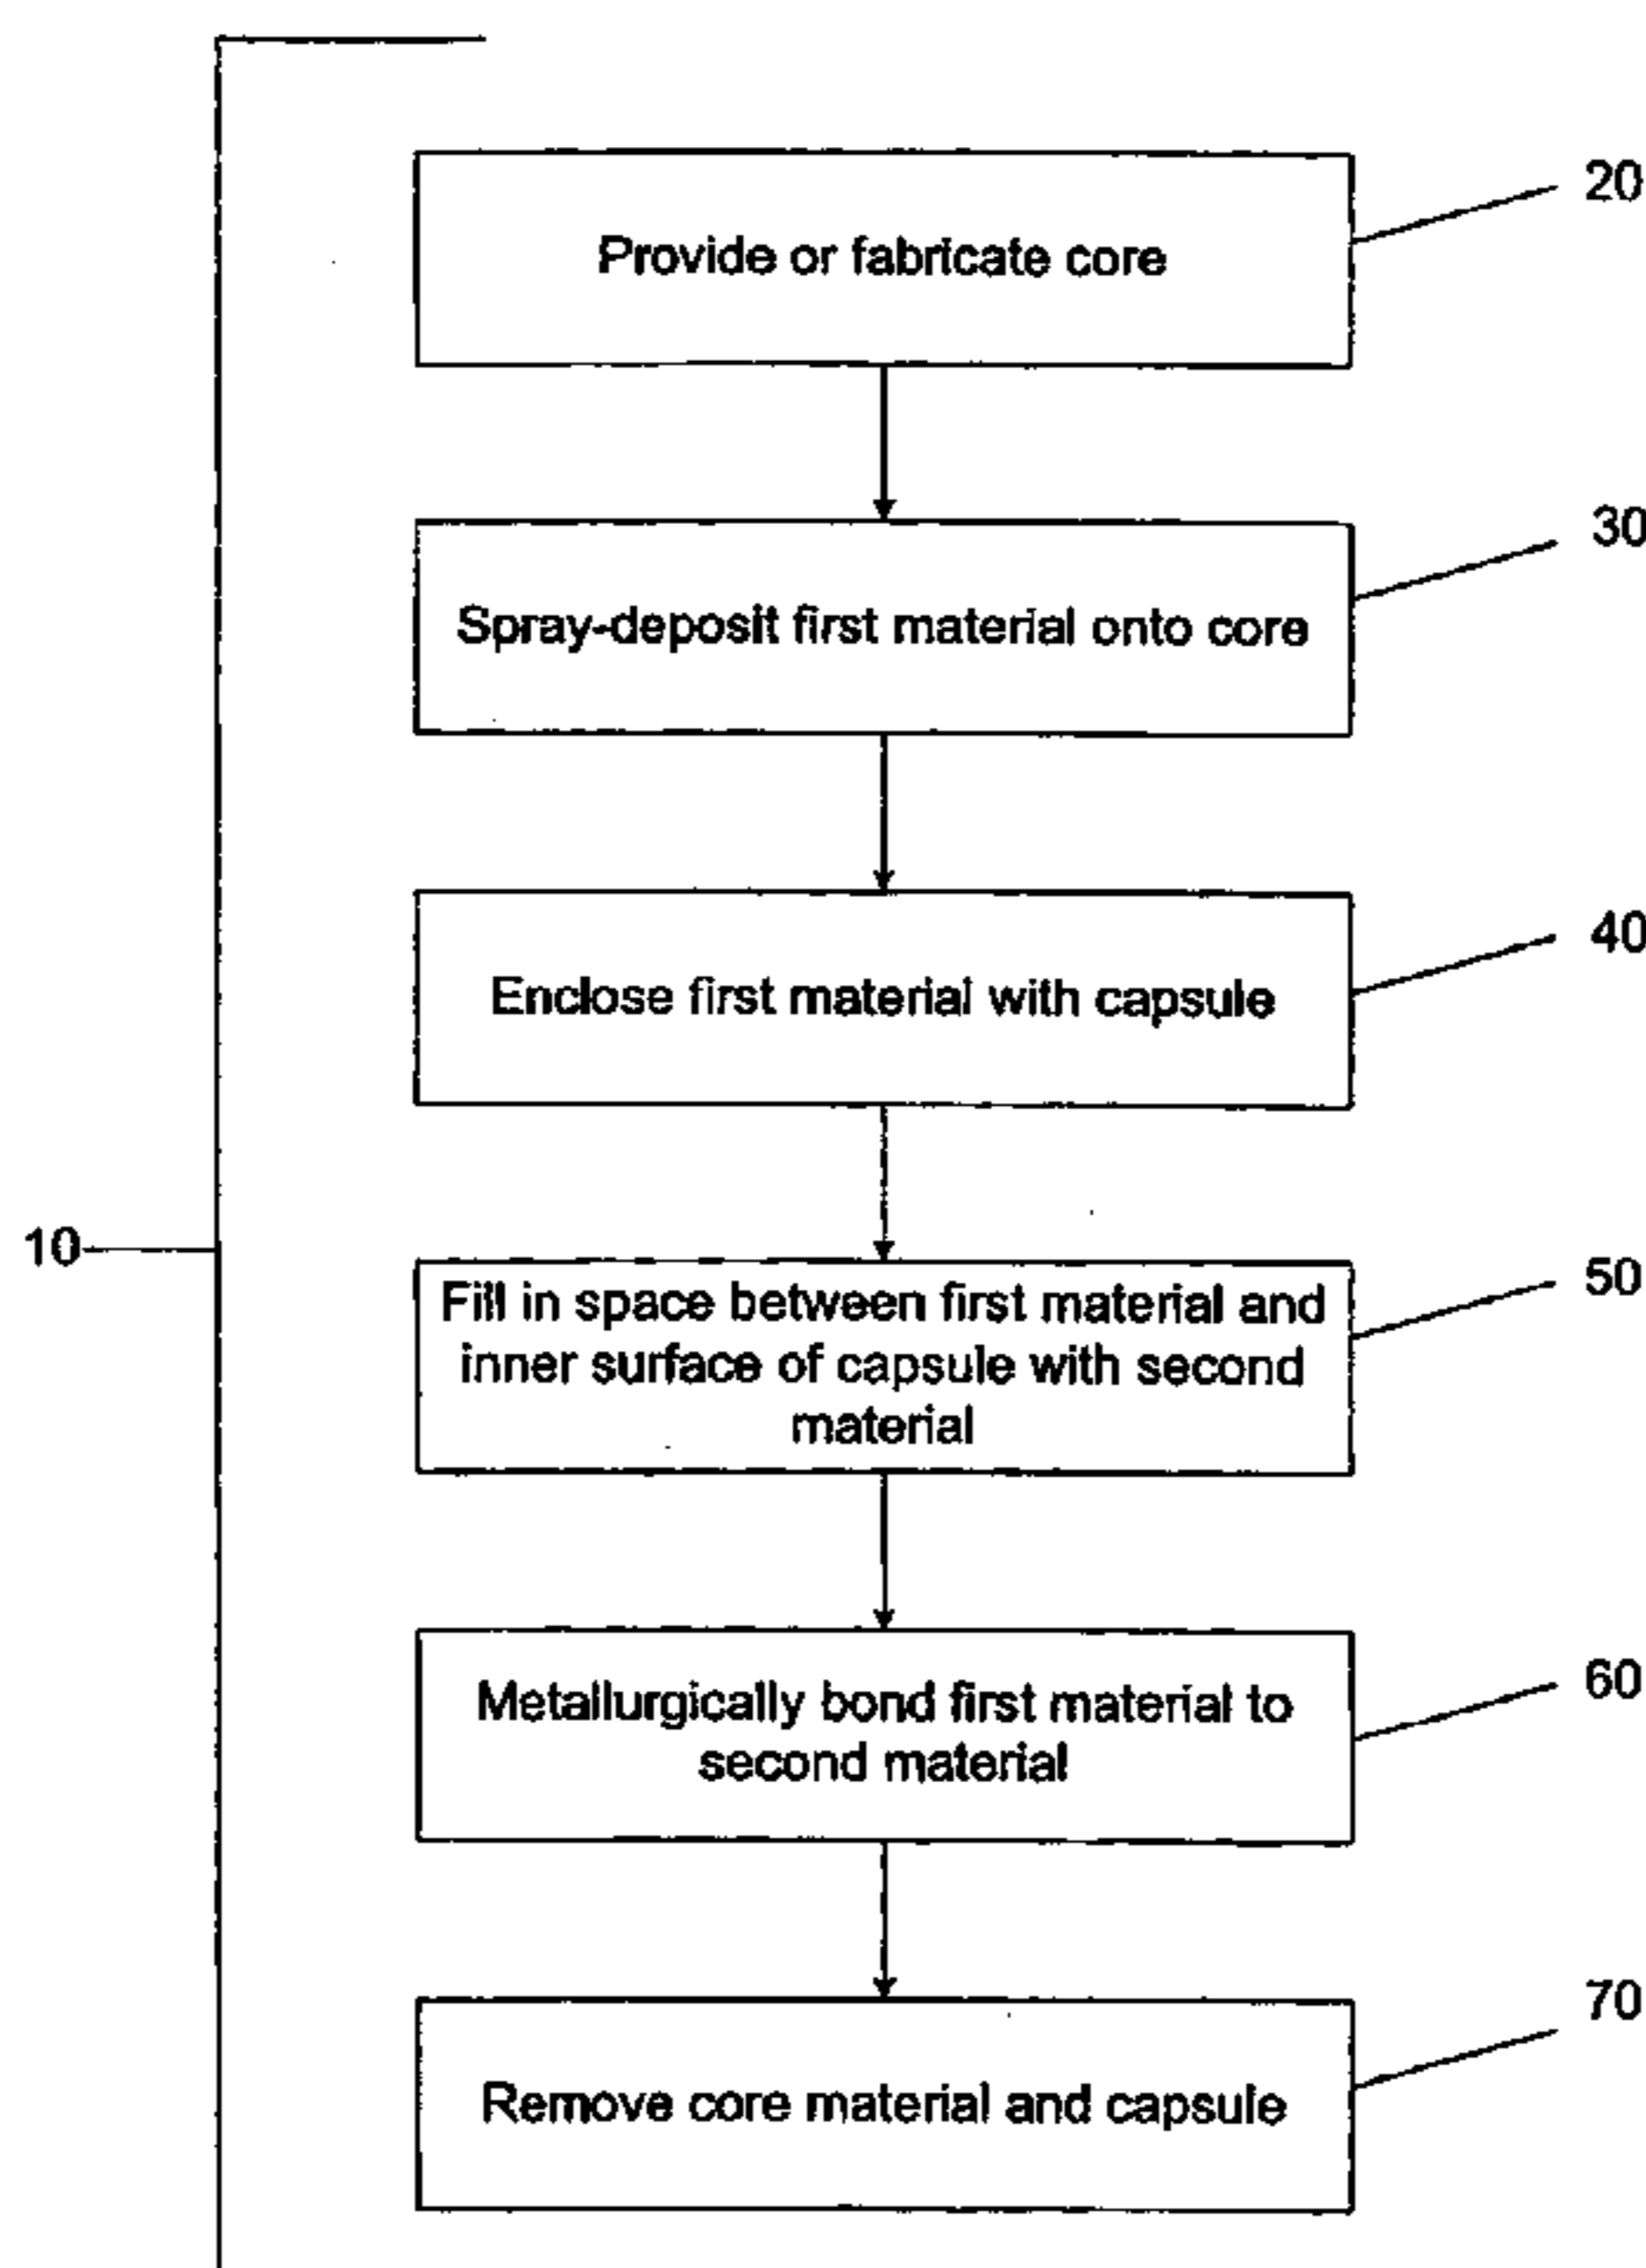 20
Provide or fabricate core
30
Spray-deposit first material onto core
40
Enclose first material with capsule
10
50
Fill in space between first material and
inner surface of capsule with second
material
60
Metallurgically bond first material to
second material
70
Remove core material and capsule